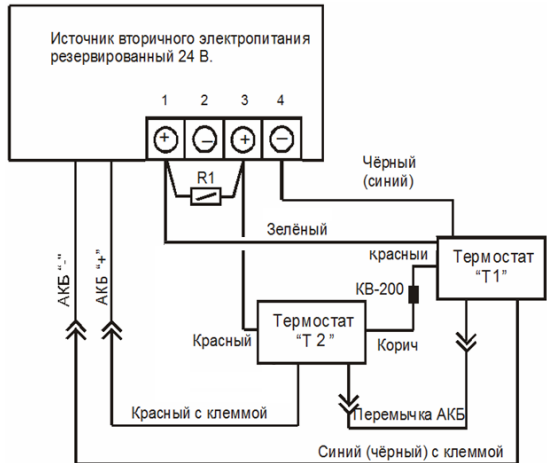 Источник вторичного электропитания
резервированный 24 В.
1 2 3 4
+ − + −
R1
Чёрный
(синий)
Зелёный
красный
Термостат
“Т1”
КВ-200
АКБ “-”
АКБ “+”
Термостат
“Т 2”
Красный
Корич
Красный с клеммой
Перемычка АКБ
Синий (чёрный) с клеммой